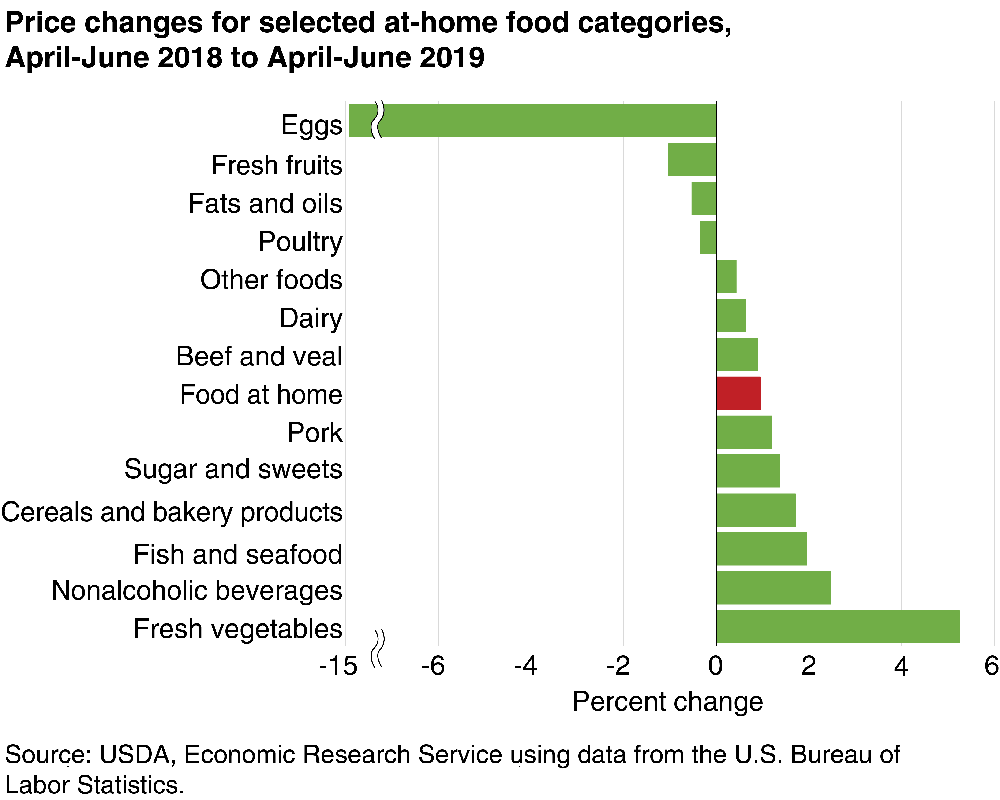 Price changes for selected at-home food categories,
April-June 2018 to April-June 2019
Eggs
Fresh fruits
Fats and oils
Poultry
Other foods
Dairy
Beef and veal
Food at home
Pork
Sugar and sweets
Cereals and bakery products
Fish and seafood
Nonalcoholic beverages
Fresh vegetables
-15 -6 -4 -2 0 2 4 6
Percent change
Source: USDA, Economic Research Service using data from the U.S. Bureau of
Labor Statistics.